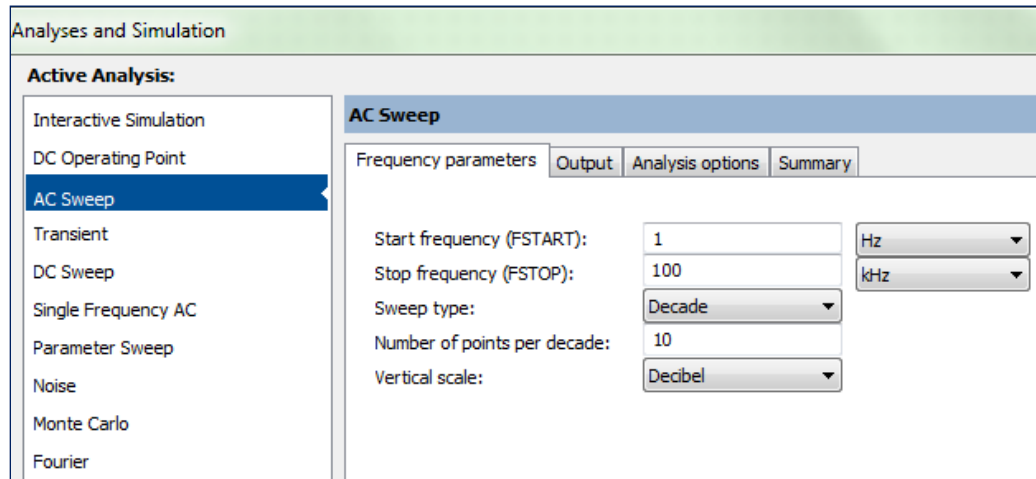 Analyses and Simulation
Active Analysis:
Interactive Simulation
DC Operating Point
AC Sweep
Transient
DC Sweep
Single Frequency AC
Parameter Sweep
Noise
Monte Carlo
Fourier
AC Sweep
Frequency parameters Output Analysis options Summary
Start frequency (FSTART): 1 Hz
Stop frequency (FSTOP): 100 kHz
Sweep type: Decade
Number of points per decade: 10
Vertical scale: Decibel